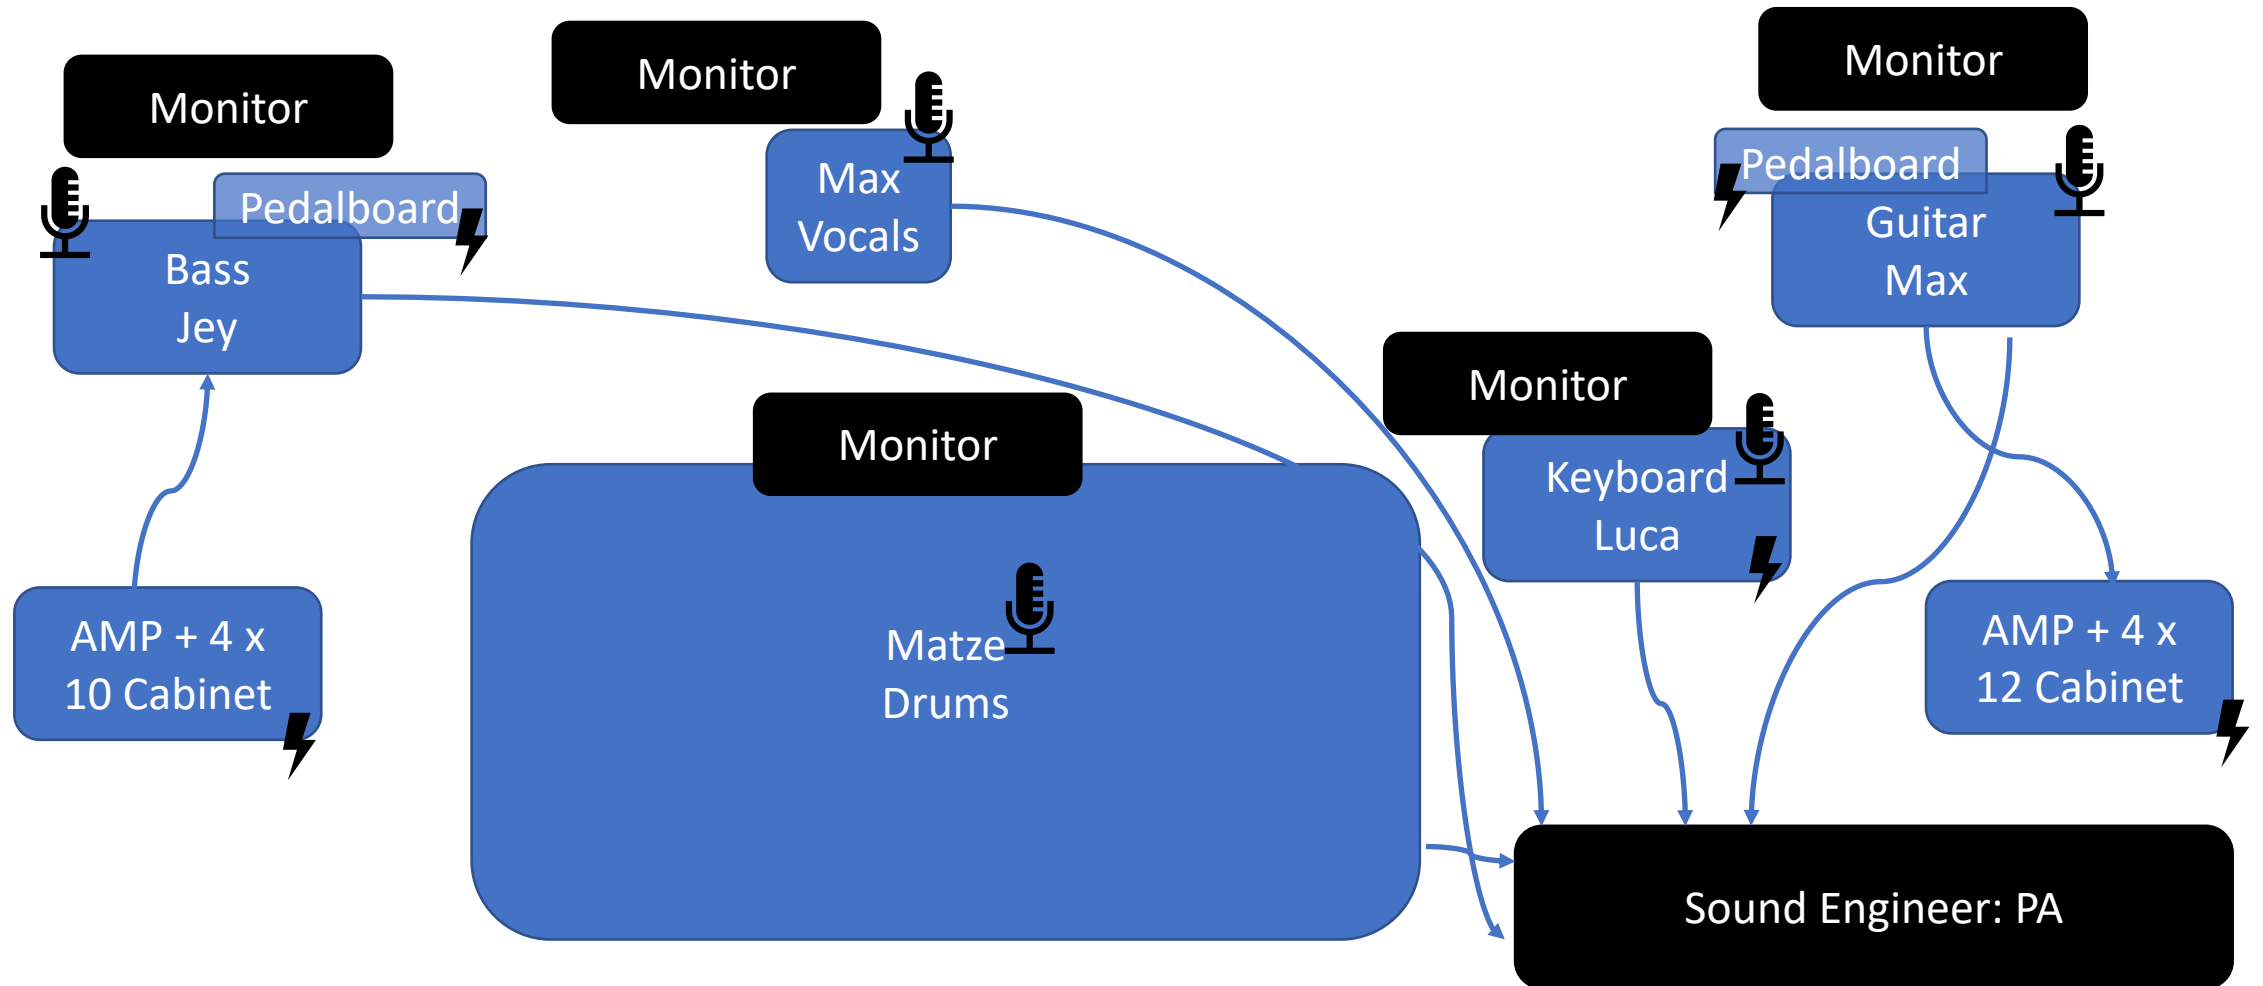 Monitor
Monitor
Monitor
Pedalboard
Bass
Jey
Max
Vocals
Pedalboard
Guitar
Max
Monitor
Keyboard
Luca
Monitor
Matze
Drums
AMP + 4 x
10 Cabinet
AMP + 4 x
12 Cabinet
Sound Engineer: PA